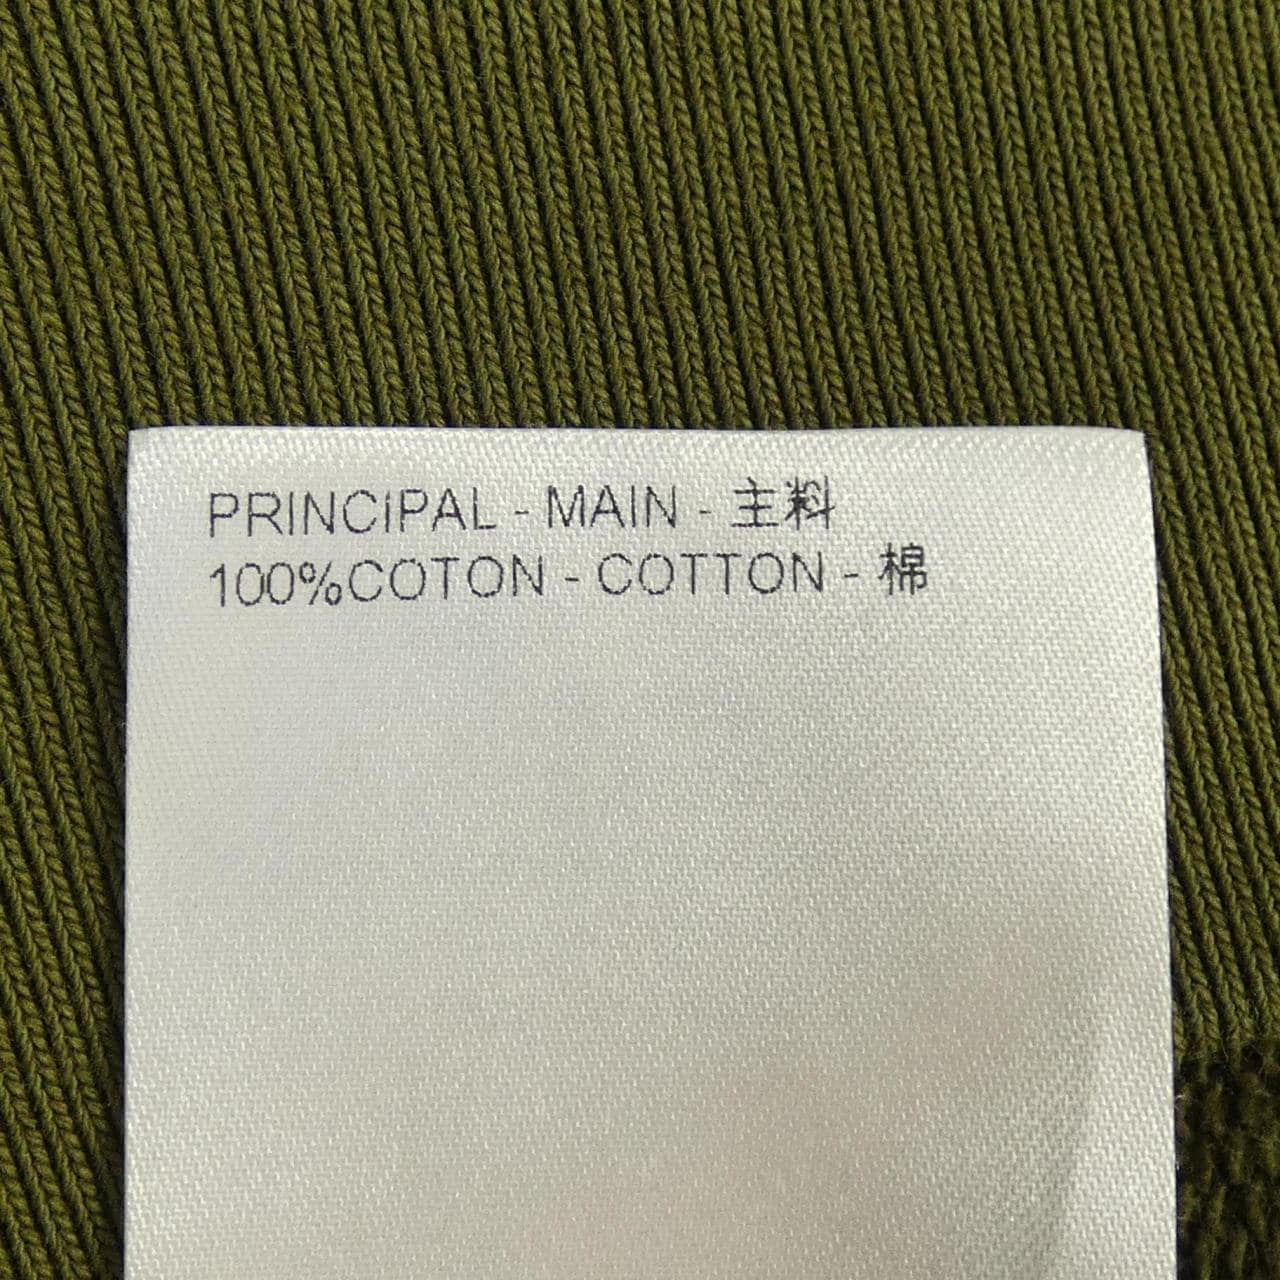 PRINCIPAL - MAIN - 主料
100%COTON - COTTON - 棉